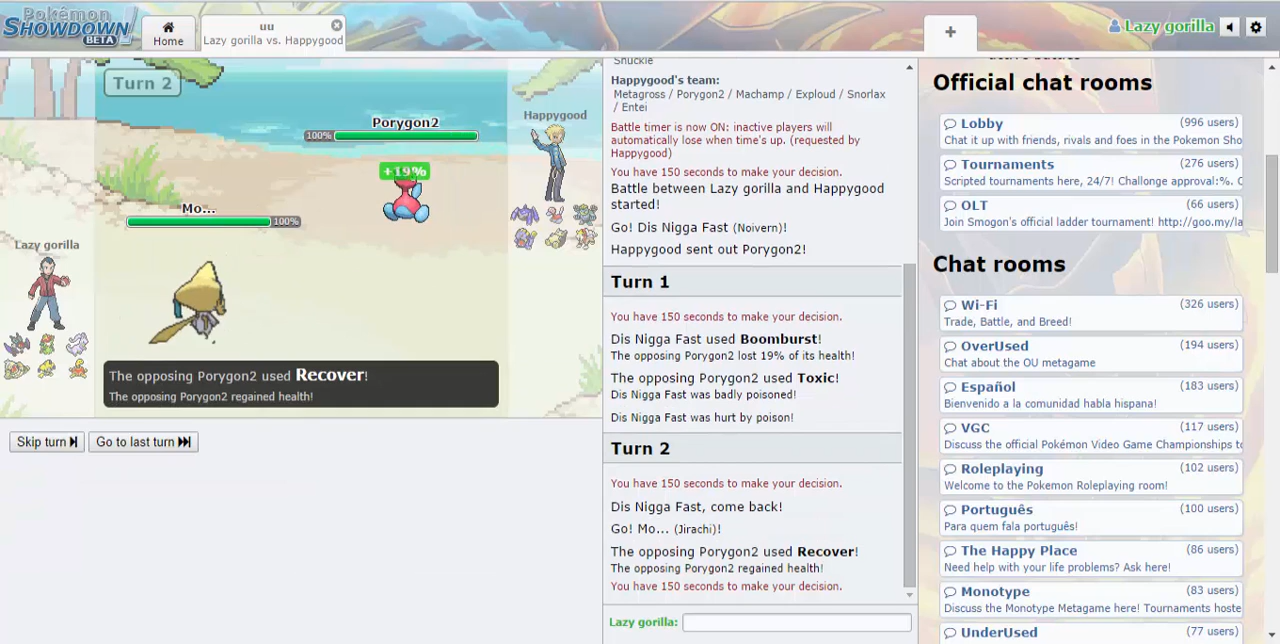 Pokémon
SHOWDOWN
BETA
Home
uu
Lazy gorilla vs. Happygood
+
Lazy gorilla
Turn 2
Porygon2
100%
+19%
Mo...
100%
Lazy gorilla
Happygood
The opposing Porygon2 used Recover!
The opposing Porygon2 regained health!
Skip turn
Go to last turn
Shuckle
Happygood's team:
Metagross / Porygon2 / Machamp / Exploud / Snorlax
/ Entei
Battle timer is now ON: inactive players will
automatically lose when time's up. (requested by
Happygood)
You have 150 seconds to make your decision.
Battle between Lazy gorilla and Happygood
started!
Go! Dis Nigga Fast (Noivern)!
Happygood sent out Porygon2!
Turn 1
You have 150 seconds to make your decision.
Dis Nigga Fast used Boomburst!
The opposing Porygon2 lost 19% of its health!
The opposing Porygon2 used Toxic!
Dis Nigga Fast was badly poisoned!
Dis Nigga Fast was hurt by poison!
Turn 2
You have 150 seconds to make your decision.
Dis Nigga Fast, come back!
Go! Mo... (Jirachi)!
The opposing Porygon2 used Recover!
The opposing Porygon2 regained health!
You have 150 seconds to make your decision.
Lazy gorilla:
Official chat rooms
Lobby (996 users)
Chat it up with friends, rivals and foes in the Pokemon Sho
Tournaments (276 users)
Scripted tournaments here, 24/7! Challonge approval:%. C
OLT (66 users)
Join Smogon's official ladder tournament! http://goo.my/la
Chat rooms
Wi-Fi (326 users)
Trade, Battle, and Breed!
OverUsed (194 users)
Chat about the OU metagame
Español (183 users)
Bienvenido a la comunidad habla hispana!
VGC (117 users)
Discuss the official Pokémon Video Game Championships to
Roleplaying (102 users)
Welcome to the Pokemon Roleplaying room!
Português (100 users)
Para quem fala português!
The Happy Place (86 users)
Need help with your life problems? Ask here!
Monotype (83 users)
Discuss the Monotype Metagame here! Tournaments hoste
UnderUsed (77 users)